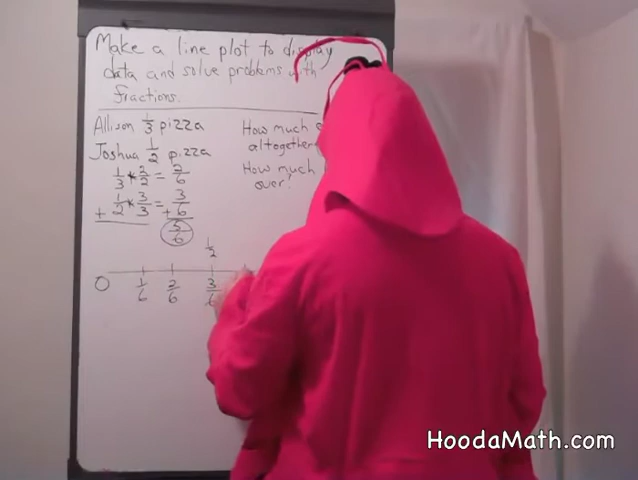 Make a line plot to display
data and solve problems with
fractions.
Allison 1/3 pizza
How much
altogether
Joshua 1/2 pizza
How much
over?
1/3 * 2/2 = 2/6
+ 1/2 * 3/3 = + 3/6
5/6
1/2
0 1/6 2/6 3/6
HoodaMath.com